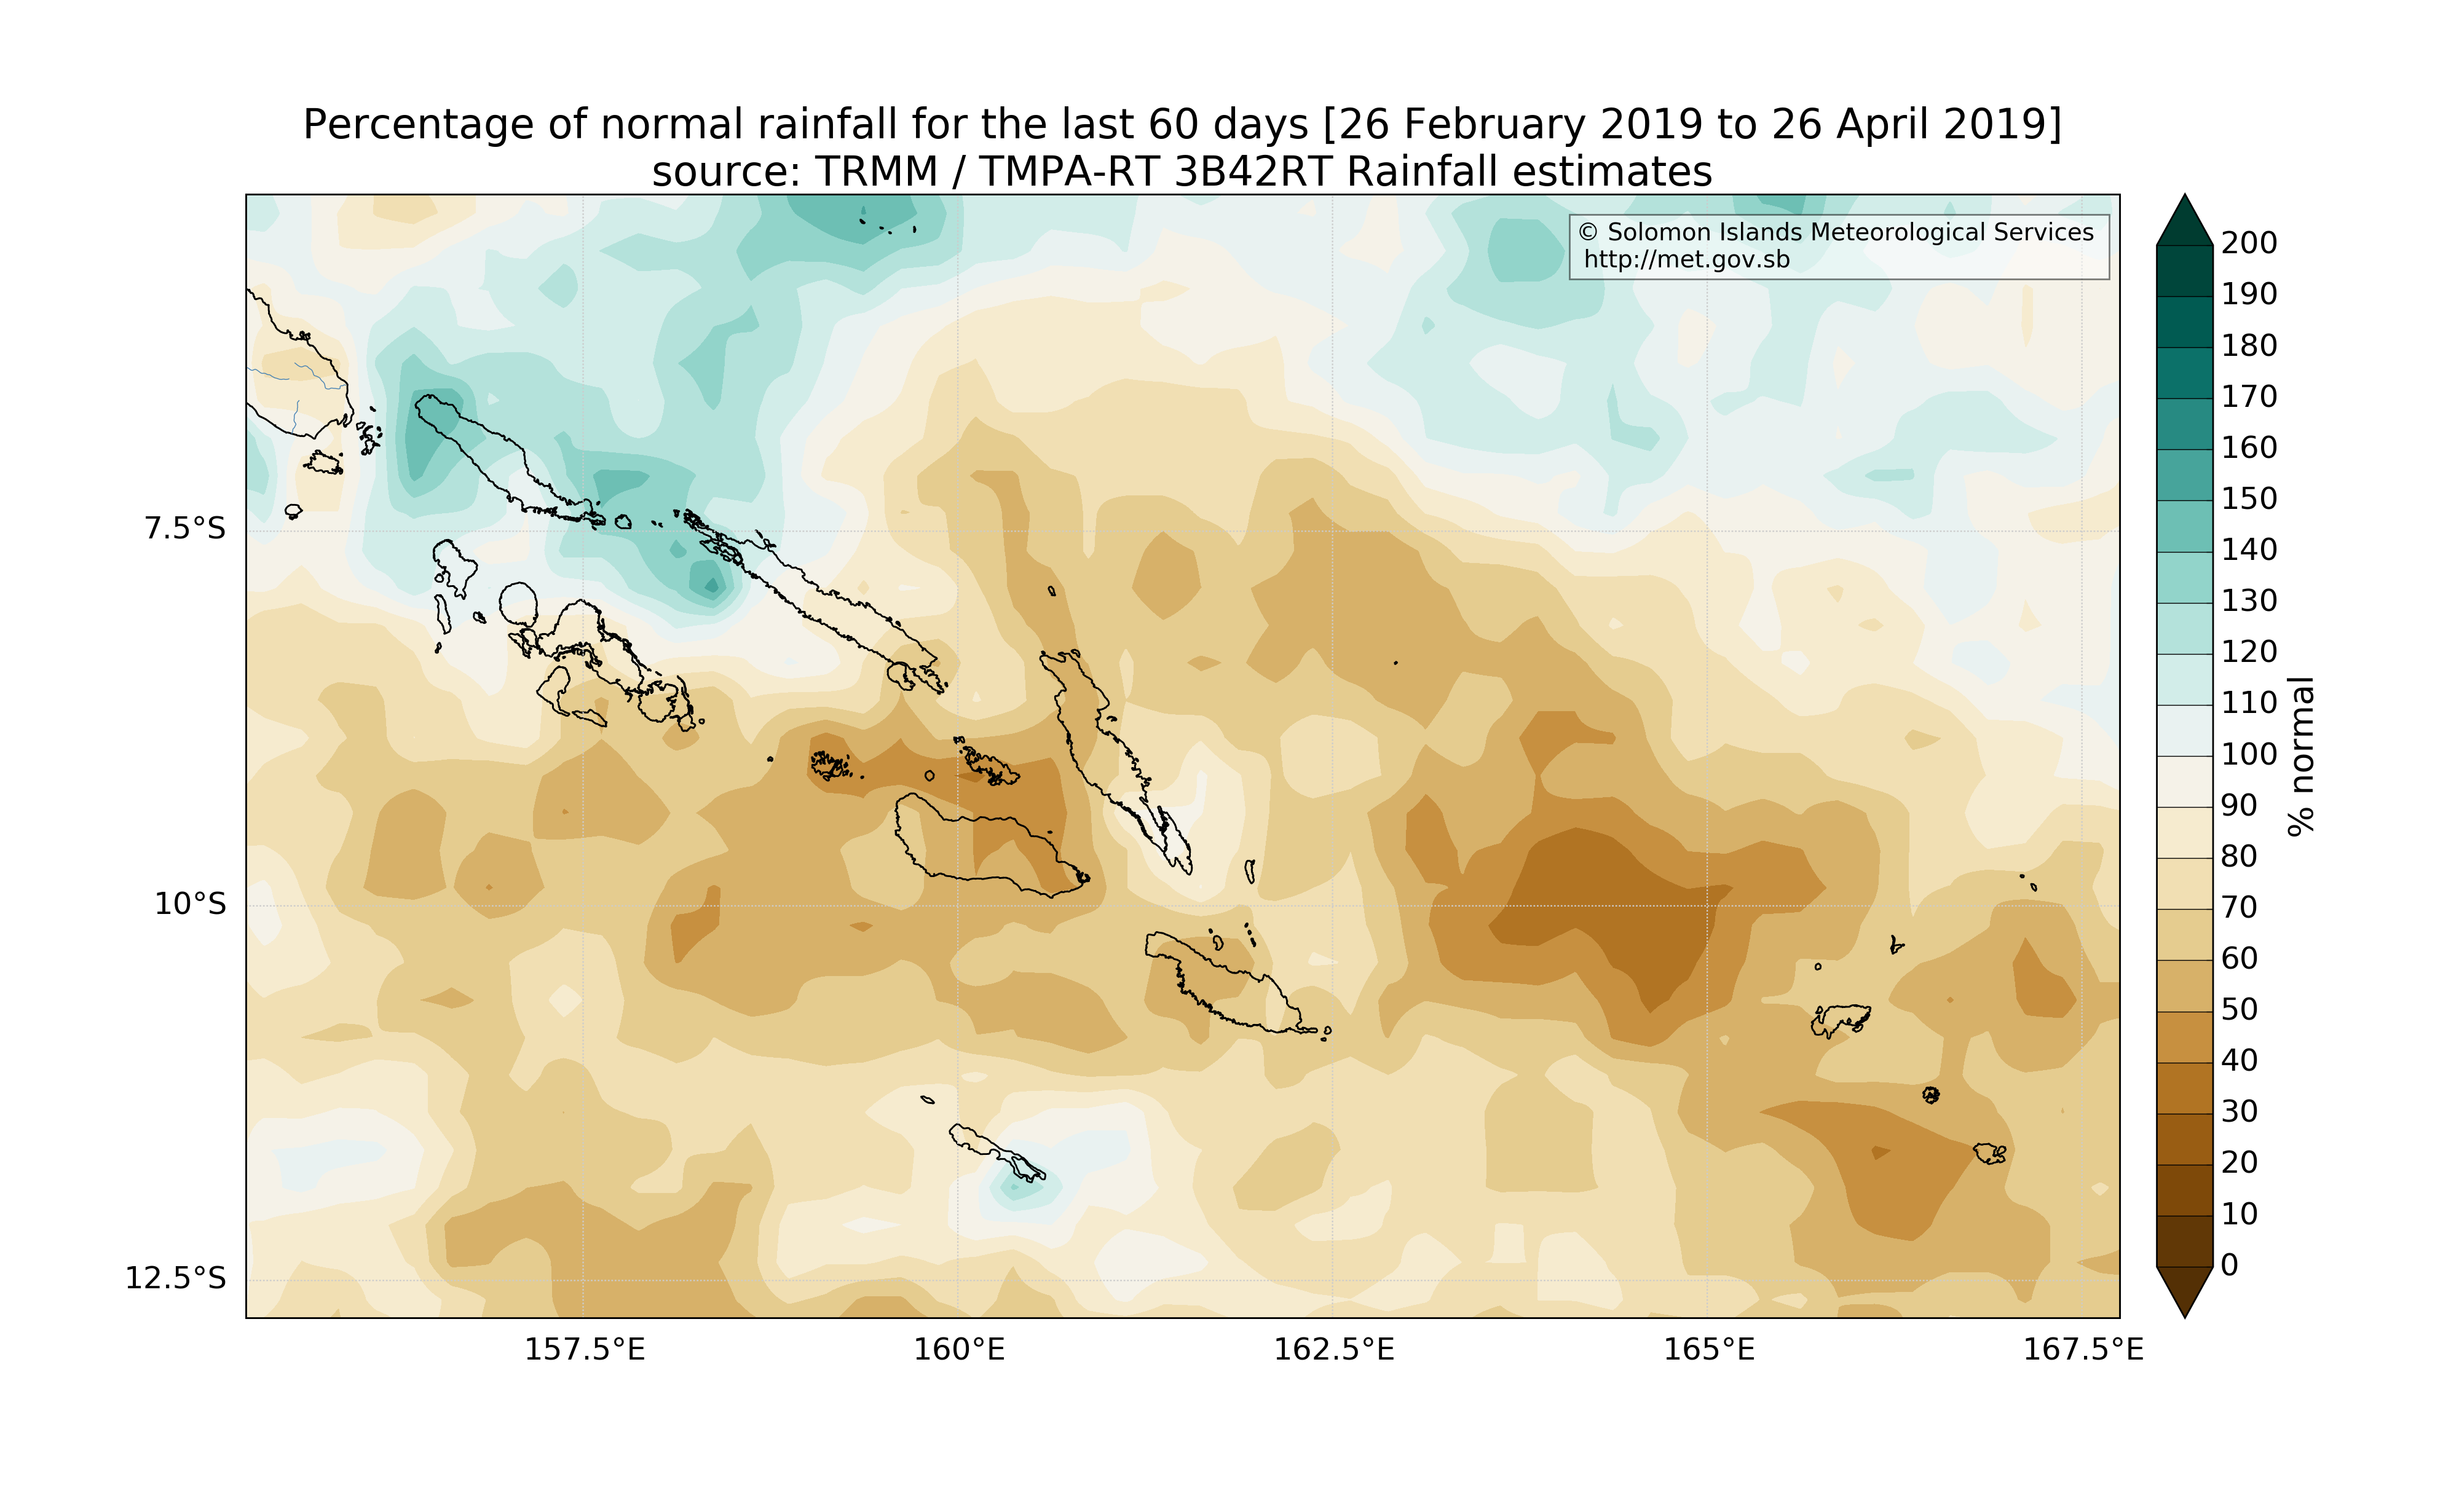 Percentage of normal rainfall for the last 60 days [26 February 2019 to 26 April 2019]
source: TRMM / TMPA-RT 3B42RT Rainfall estimates
© Solomon Islands Meteorological Services
http://met.gov.sb
7.5°S
10°S
12.5°S
157.5°E
160°E
162.5°E
165°E
167.5°E
200
190
180
170
160
150
140
130
120
110
100
90
80
70
60
50
40
30
20
10
0
% normal